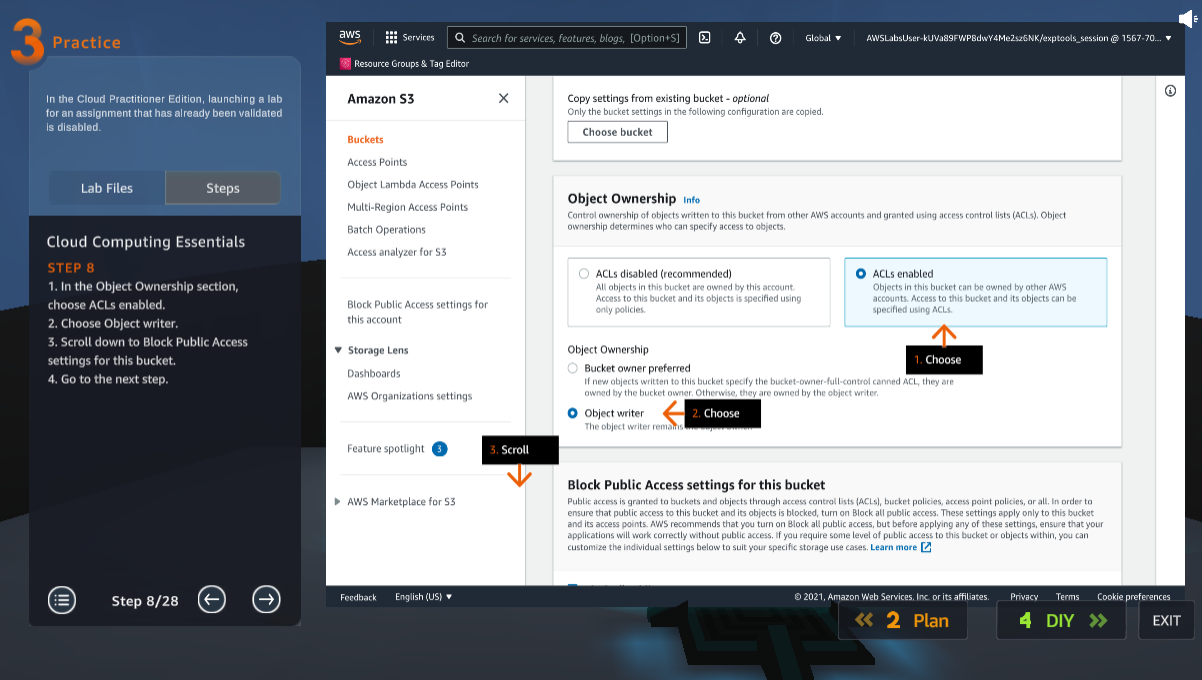 3 Practice
In the Cloud Practitioner Edition, launching a lab
for an assignment that has already been validated
is disabled.
Lab Files
Steps
Cloud Computing Essentials
STEP 8
1. In the Object Ownership section,
choose ACLs enabled.
2. Choose Object writer.
3. Scroll down to Block Public Access
settings for this bucket.
4. Go to the next step.
Step 8/28
aws
Services
Search for services, features, blogs, [Option+S]
Global
AWSLabsUser-kUVa89FWP8dwY4Me2sz6NK/exptools_session @ 1567-70...
Resource Groups & Tag Editor
Amazon S3
Buckets
Access Points
Object Lambda Access Points
Multi-Region Access Points
Batch Operations
Access analyzer for S3
Block Public Access settings for
this account
Storage Lens
Dashboards
AWS Organizations settings
Feature spotlight 3
AWS Marketplace for S3
Copy settings from existing bucket - optional
Only the bucket settings in the following configuration are copied.
Choose bucket
Object Ownership Info
Control ownership of objects written to this bucket from other AWS accounts and granted using access control lists (ACLs). Object
ownership determines who can specify access to objects.
ACLs disabled (recommended)
All objects in this bucket are owned by this account.
Access to this bucket and its objects is specified using
only policies.
ACLs enabled
Objects in this bucket can be owned by other AWS
accounts. Access to this bucket and its objects can be
specified using ACLs.
1. Choose
Object Ownership
Bucket owner preferred
If new objects written to this bucket specify the bucket-owner-full-control canned ACL, they are
owned by the bucket owner. Otherwise, they are owned by the object writer.
Object writer
2. Choose
The object writer remains
3. Scroll
Block Public Access settings for this bucket
Public access is granted to buckets and objects through access control lists (ACLs), bucket policies, access point policies, or all. In order to
ensure that public access to this bucket and its objects is blocked, turn on Block all public access. These settings apply only to this bucket
and its access points. AWS recommends that you turn on Block all public access, but before applying any of these settings, ensure that your
applications will work correctly without public access. If you require some level of public access to this bucket or objects within, you can
customize the individual settings below to suit your specific storage use cases. Learn more
Feedback
English (US)
© 2021, Amazon Web Services, Inc. or its affiliates.
Privacy
Terms
Cookie preferences
2 Plan
4 DIY
EXIT